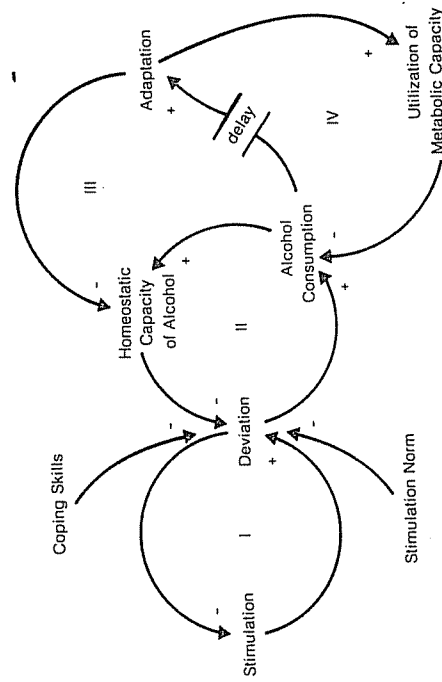 Adaptation
+
delay
III
IV
+
Utilization of
Metabolic Capacity
-
Homeostatic
Capacity
of Alcohol
+
II
Alcohol
Consumption
-
+
-
Coping Skills
-
Deviation
+
-
I
Stimulation Norm
-
Stimulation